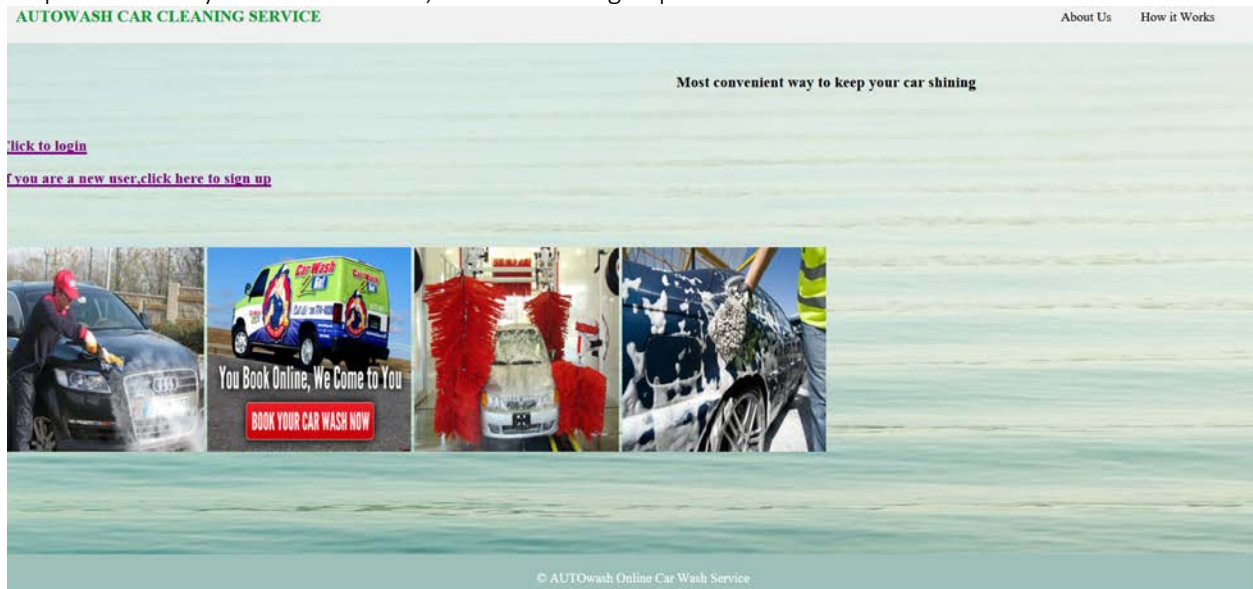 AUTOWASH CAR CLEANING SERVICE
About Us How it Works
Most convenient way to keep your car shining
lick to login
f you are a new user,click here to sign up
Car Wash
You Book Online, We Come to You
BOOK YOUR CAR WASH NOW
© AUTOwash Online Car Wash Service